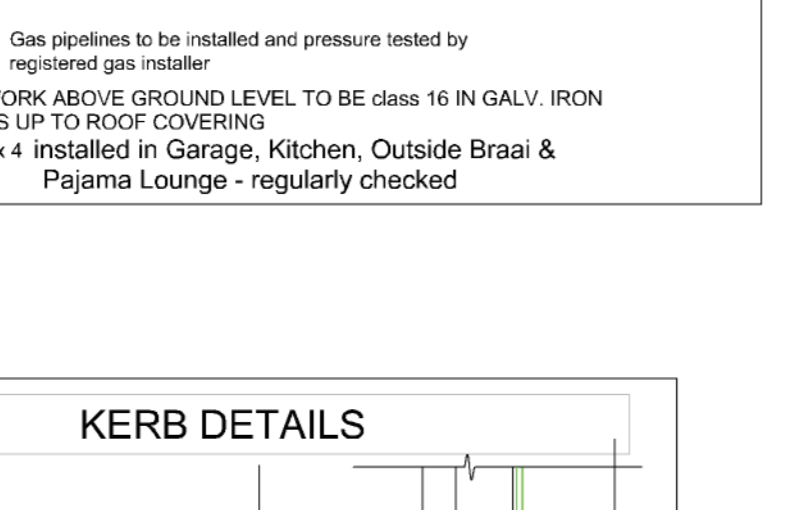 Gas pipelines to be installed and pressure tested by
registered gas installer
ORK ABOVE GROUND LEVEL TO BE class 16 IN GALV. IRON
S UP TO ROOF COVERING
x 4 installed in Garage, Kitchen, Outside Braai &
Pajama Lounge - regularly checked
KERB DETAILS